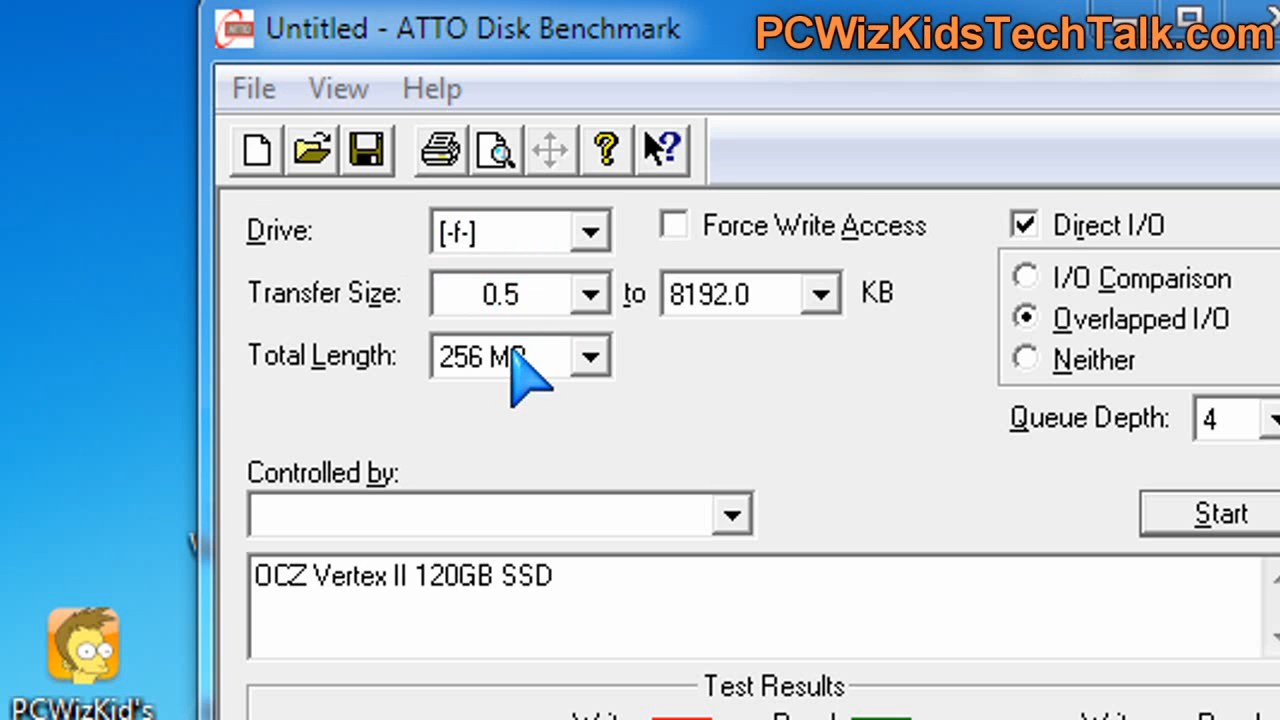 Untitled - ATTO Disk Benchmark
PCWizKidsTechTalk.com
File View Help
Drive: [-f-] Force Write Access Direct I/O
Transfer Size: 0.5 to 8192.0 KB I/O Comparison
Overlapped I/O
Total Length: 256 Neither
Queue Depth: 4
Controlled by:
Start
OCZ Vertex II 120GB SSD
Test Results
PCWizKid's